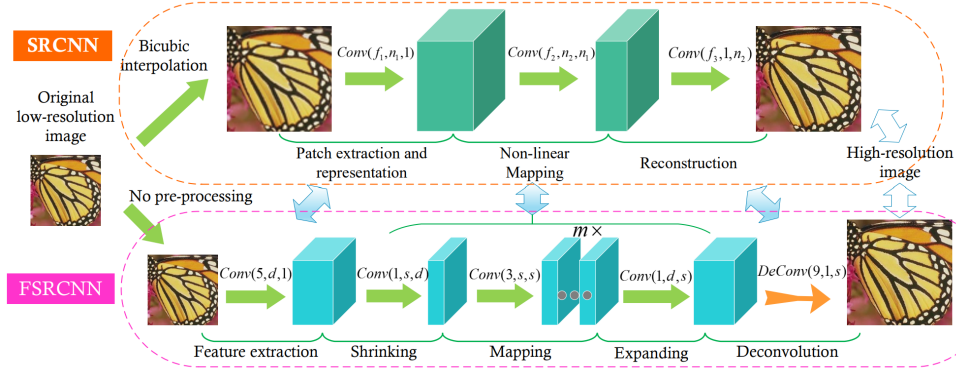 SRCNN
Bicubic
interpolation
Original
low-resolution
image
Conv(f₁,n₁,1)
Conv(f₂,n₂,n₁)
Conv(f₃,1,n₂)
Patch extraction and
representation
Non-linear
Mapping
Reconstruction
High-resolution
image
No pre-processing
FSRCNN
m×
Conv(5,d,1)
Conv(1,s,d)
Conv(3,s,s)
Conv(1,d,s)
DeConv(9,1,s)
Feature extraction
Shrinking
Mapping
Expanding
Deconvolution